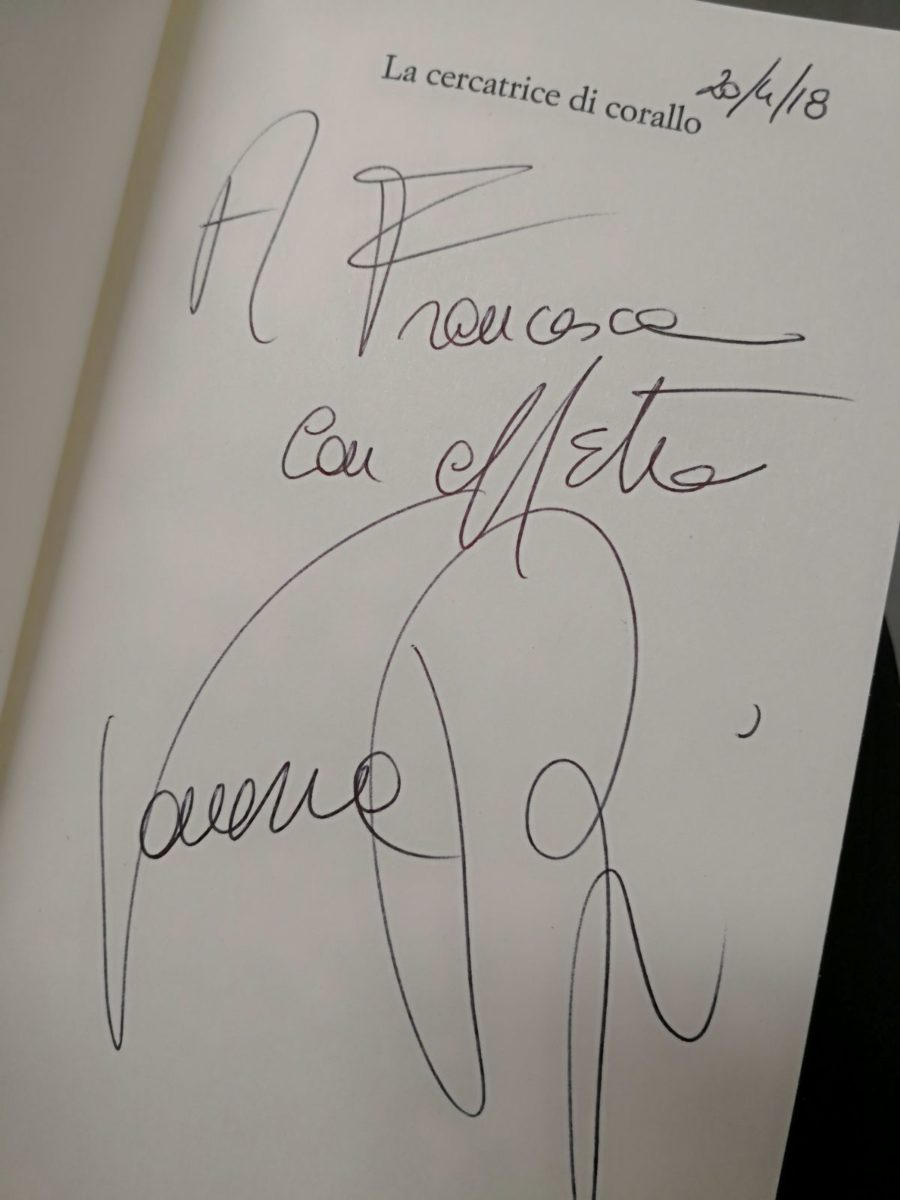 La cercatrice di corallo 20/4/18
A Francesca
con affetto